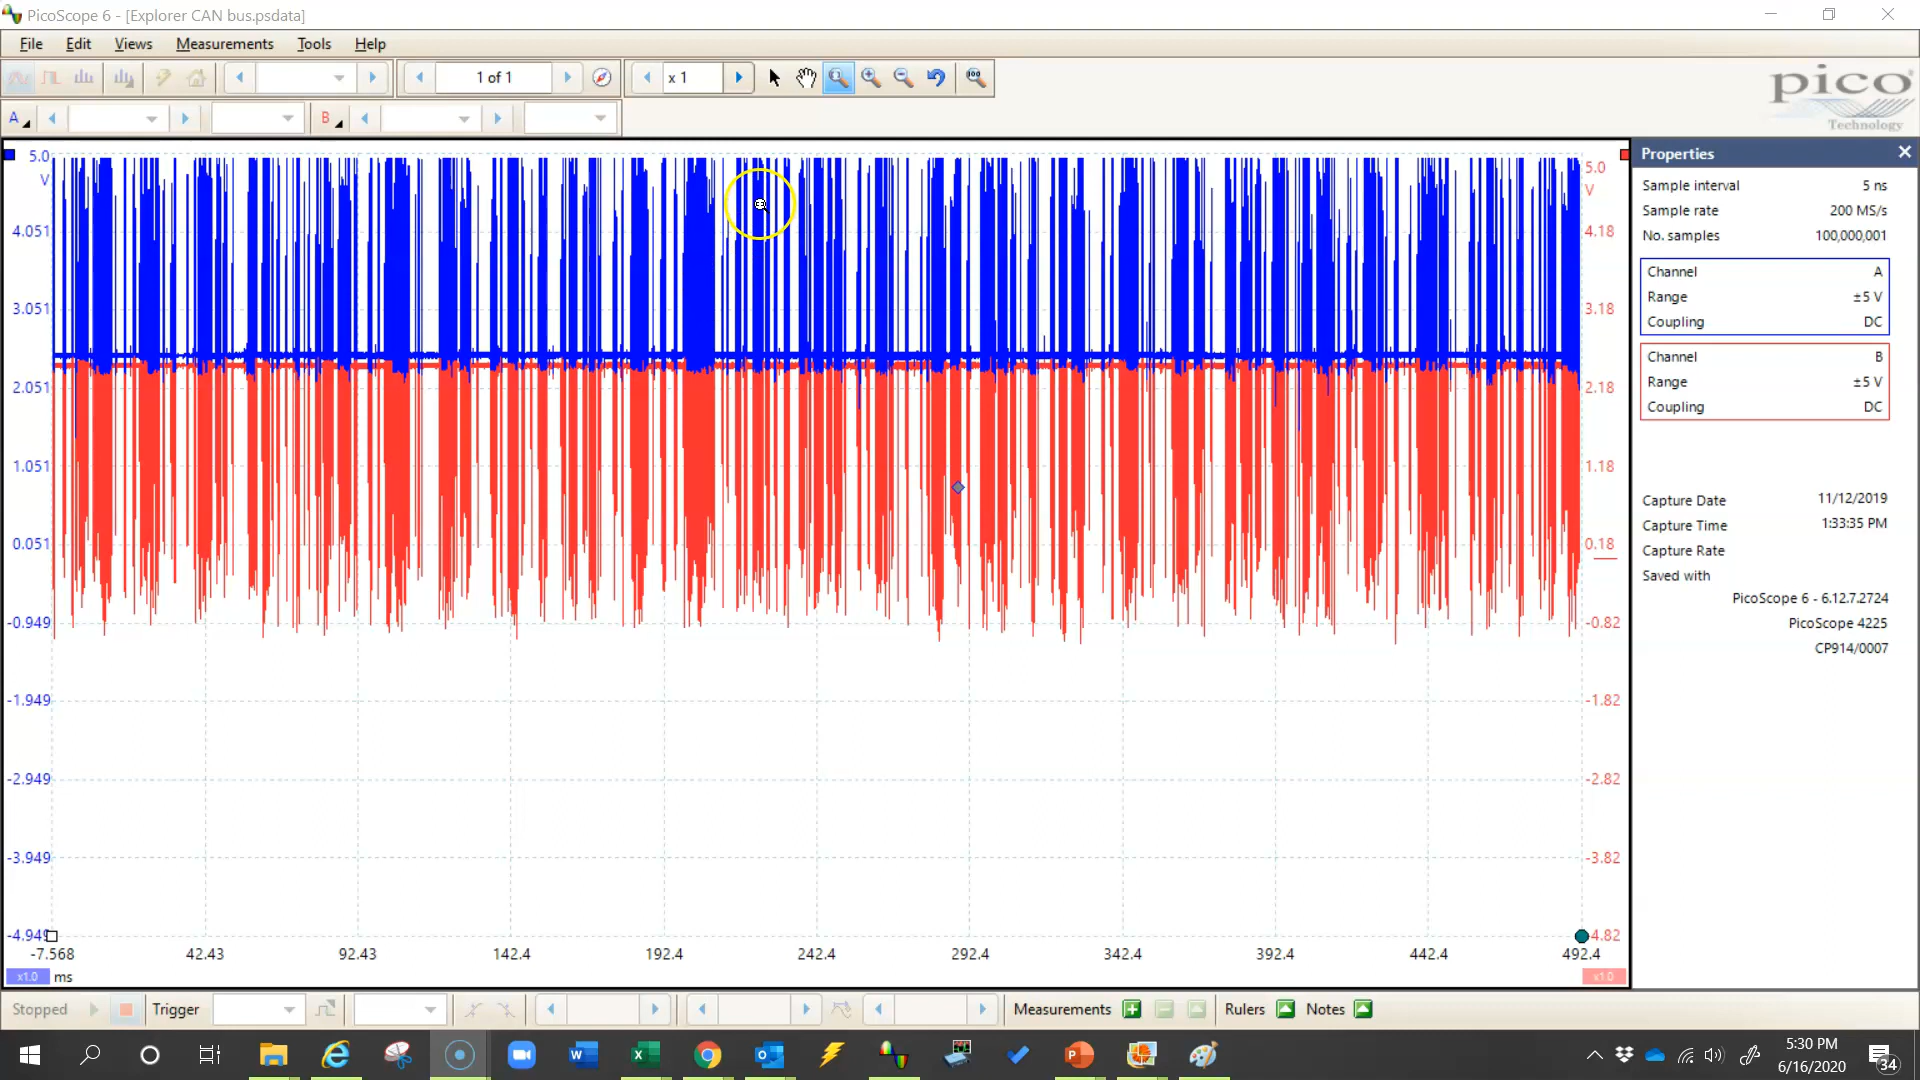 PicoScope 6 - [Explorer CAN bus.psdata]
File Edit Views Measurements Tools Help
1 of 1
x 1
pico
Technology
A
B
5.0
V
4.051
3.051
2.051
1.051
0.051
-0.949
-1.949
-2.949
-3.949
-4.949
5.0
V
4.18
3.18
2.18
1.18
0.18
-0.82
-1.82
-2.82
-3.82
4.82
-7.568 42.43 92.43 142.4 192.4 242.4 292.4 342.4 392.4 442.4 492.4
x1.0 ms
x1.0
Properties
Sample interval 5 ns
Sample rate 200 MS/s
No. samples 100,000,001
Channel A
Range ±5 V
Coupling DC
Channel B
Range ±5 V
Coupling DC
Capture Date 11/12/2019
Capture Time 1:33:35 PM
Capture Rate
Saved with
PicoScope 6 - 6.12.7.2724
PicoScope 4225
CP914/0007
Stopped Trigger Measurements Rulers Notes
5:30 PM
6/16/2020
34